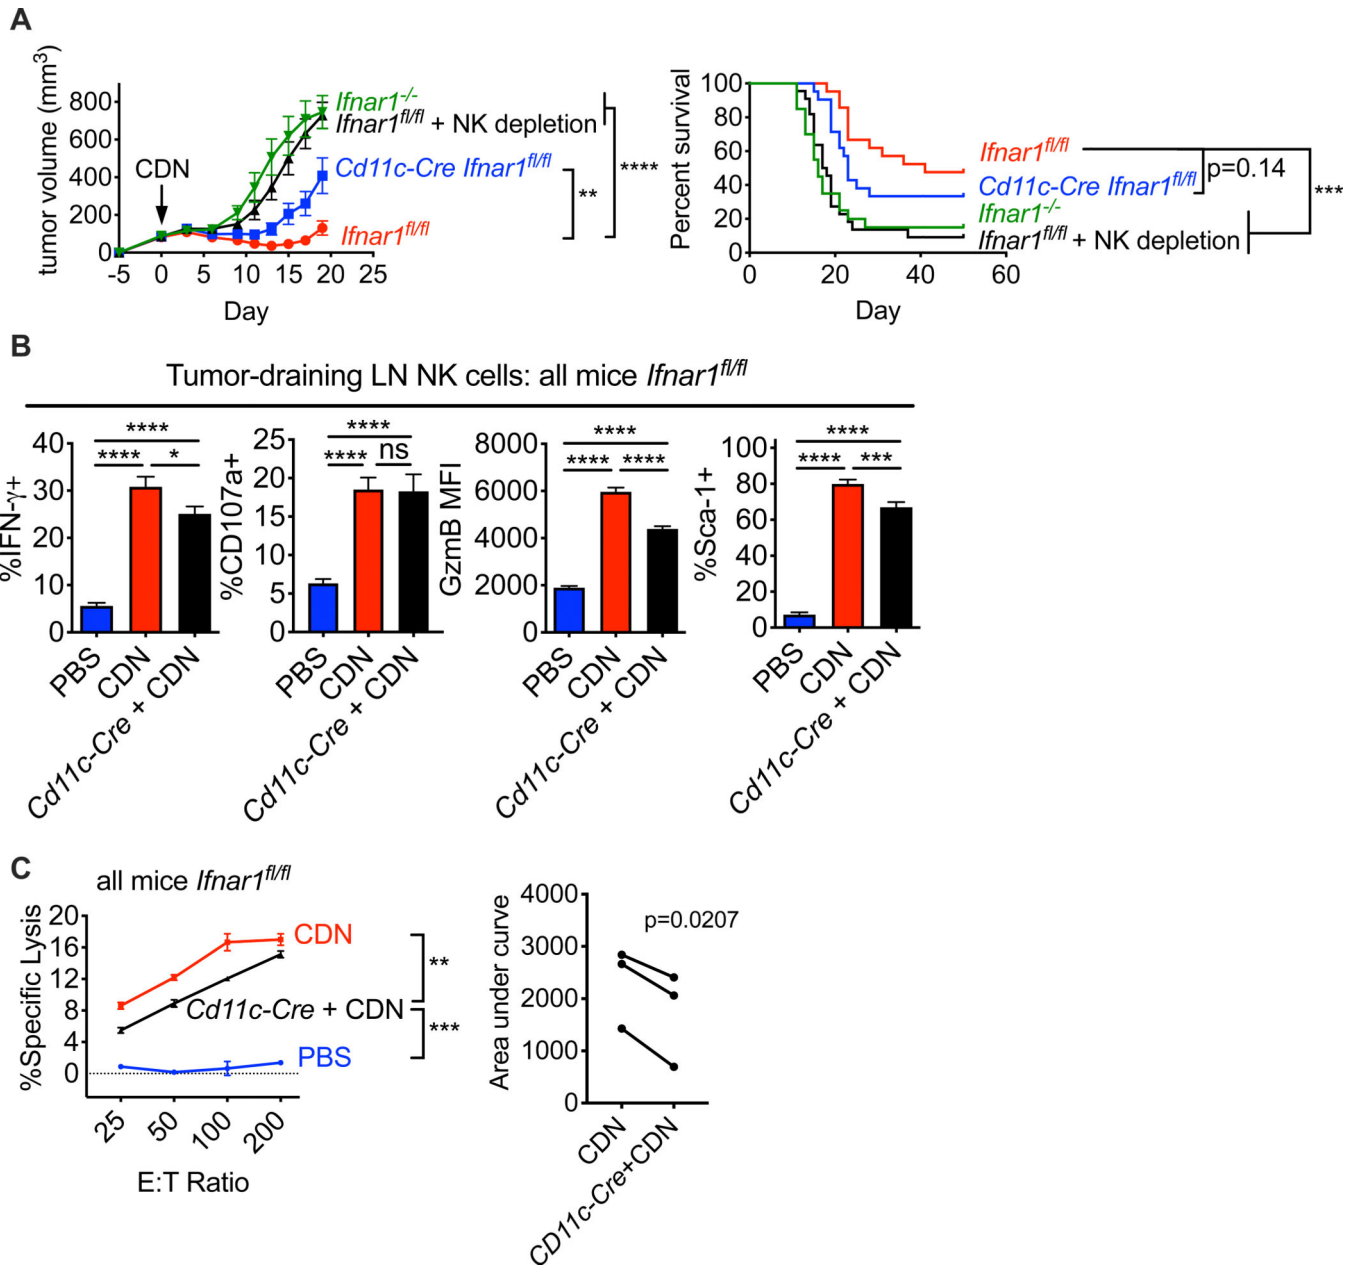 A
tumor volume (mm3)
800
600
400
200
0
-5 0 5 10 15 20 25
Day
CDN
Ifnar1-/-
Ifnar1fl/fl + NK depletion
Cd11c-Cre Ifnar1fl/fl
Ifnar1fl/fl
**
****
Percent survival
100
80
60
40
20
0
0 20 40 60
Day
Ifnar1fl/fl
Cd11c-Cre Ifnar1fl/fl
Ifnar1-/-
Ifnar1fl/fl + NK depletion
p=0.14
***
B
Tumor-draining LN NK cells: all mice Ifnar1fl/fl
%IFN-γ+
40
30
20
10
0
****
**** *
PBS
CDN
Cd11c-Cre + CDN
%CD107a+
25
20
15
10
5
0
****
**** ns
PBS
CDN
Cd11c-Cre + CDN
GzmB MFI
8000
6000
4000
2000
0
****
**** ****
PBS
CDN
Cd11c-Cre + CDN
%Sca-1+
100
80
60
40
20
0
****
**** ***
PBS
CDN
Cd11c-Cre + CDN
C
all mice Ifnar1fl/fl
%Specific Lysis
20
16
12
8
4
0
25 50 100 200
E:T Ratio
CDN
Cd11c-Cre + CDN
PBS
**
***
Area under curve
4000
3000
2000
1000
0
p=0.0207
CDN
CD11c-Cre+CDN